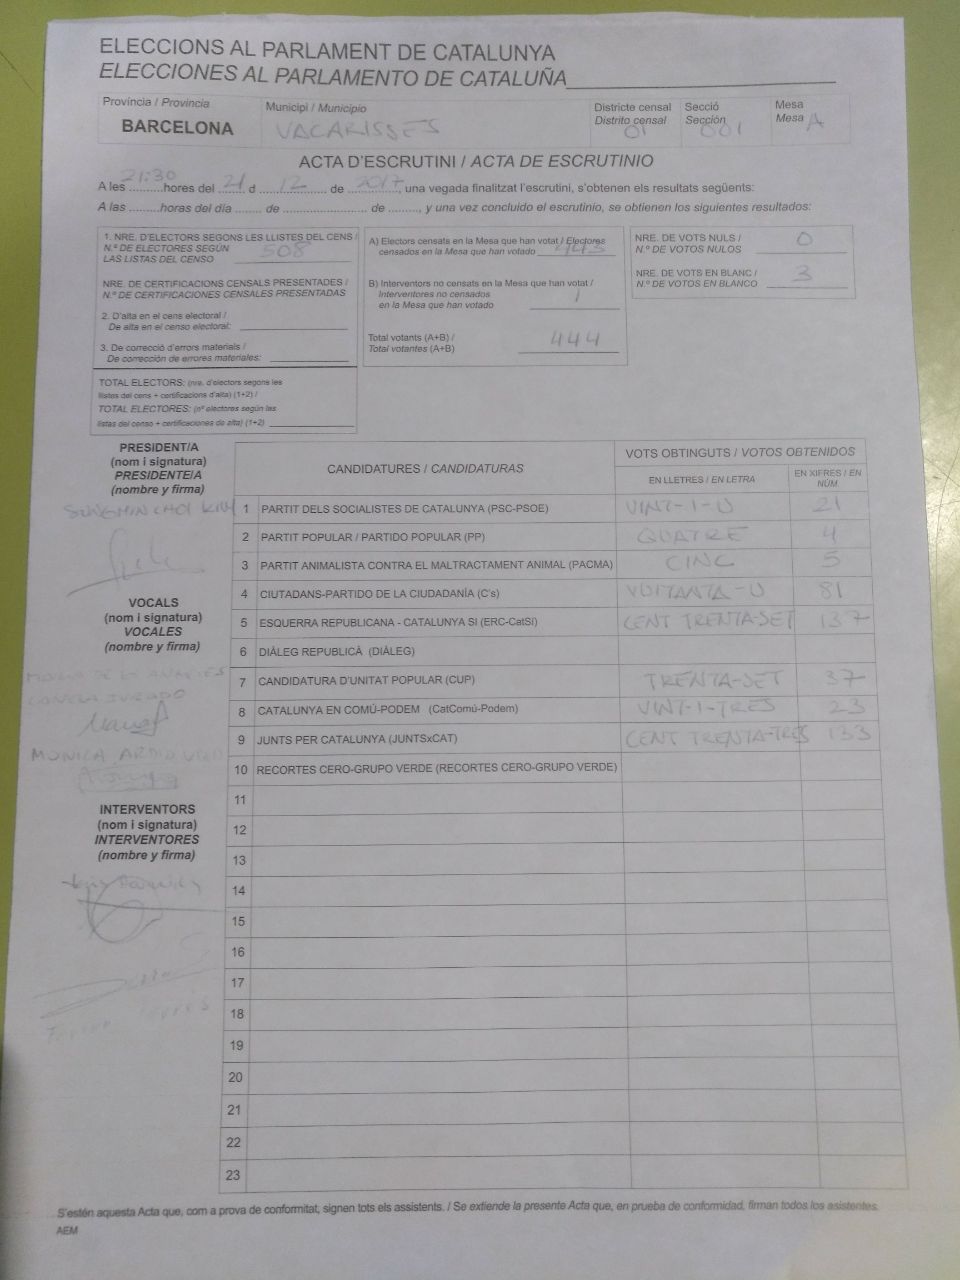 ELECCIONS AL PARLAMENT DE CATALUNYA
ELECCIONES AL PARLAMENTO DE CATALUÑA
Província / Provincia
BARCELONA
Municipi / Municipio
VACARISSES
Districte censal
Distrito censal
01
Secció
Sección
001
Mesa
Mesa A
ACTA D'ESCRUTINI / ACTA DE ESCRUTINIO
A les 21:30 hores del 21 d 12 de 2017, una vegada finalitzat l'escrutini, s'obtenen els resultats següents:
A las .........horas del día ........ de ........................ de ........., y una vez concluido el escrutinio, se obtienen los siguientes resultados:
1. NRE. D'ELECTORS SEGONS LES LLISTES DEL CENS /
N.º DE ELECTORES SEGÚN
LAS LISTAS DEL CENSO 508
NRE. DE CERTIFICACIONS CENSALS PRESENTADES /
N.º DE CERTIFICACIONES CENSALES PRESENTADAS
2. D'alta en el cens electoral /
De alta en el censo electoral:
3. De correcció d'errors materials /
De corrección de errores materiales:
TOTAL ELECTORS: (nre. d'electors segons les
llistes del cens + certificacions d'alta) (1+2) /
TOTAL ELECTORES: (nº electores según las
listas del censo + certificaciones de alta) (1+2)
A) Electors censats en la Mesa que han votat / Electores
censados en la Mesa que han votado 443
B) Interventors no censats en la Mesa que han votat /
Interventores no censados
en la Mesa que han votado 1
Total votants (A+B) /
Total votantes (A+B) 444
NRE. DE VOTS NULS /
N.º DE VOTOS NULOS 0
NRE. DE VOTS EN BLANC /
N.º DE VOTOS EN BLANCO 3
PRESIDENT/A
(nom i signatura)
PRESIDENTE/A
(nombre y firma)
SUNGMIN CHOI KIM
VOCALS
(nom i signatura)
VOCALES
(nombre y firma)
MONICA
INTERVENTORS
(nom i signatura)
INTERVENTORES
(nombre y firma)
CANDIDATURES / CANDIDATURAS
VOTS OBTINGUTS / VOTOS OBTENIDOS
EN LLETRES / EN LETRA
EN XIFRES / EN NÚM.
1 PARTIT DELS SOCIALISTES DE CATALUNYA (PSC-PSOE) VINT-I-U 21
2 PARTIT POPULAR / PARTIDO POPULAR (PP) QUATRE 4
3 PARTIT ANIMALISTA CONTRA EL MALTRACTAMENT ANIMAL (PACMA) CINC 5
4 CIUTADANS-PARTIDO DE LA CIUDADANÍA (C's) VUITANTA-U 81
5 ESQUERRA REPUBLICANA - CATALUNYA SÍ (ERC-CatSí) CENT TRENTA-SET 137
6 DIÀLEG REPUBLICÀ (DIÀLEG)
7 CANDIDATURA D'UNITAT POPULAR (CUP) TRENTA-SET 37
8 CATALUNYA EN COMÚ-PODEM (CatComú-Podem) VINT-I-TRES 23
9 JUNTS PER CATALUNYA (JUNTSxCAT) CENT TRENTA-TRES 133
10 RECORTES CERO-GRUPO VERDE (RECORTES CERO-GRUPO VERDE)
11
12
13
14
15
16
17
18
19
20
21
22
23
S'estén aquesta Acta que, com a prova de conformitat, signen tots els assistents. / Se extiende la presente Acta que, en prueba de conformidad, firman todos los asistentes.
AEM